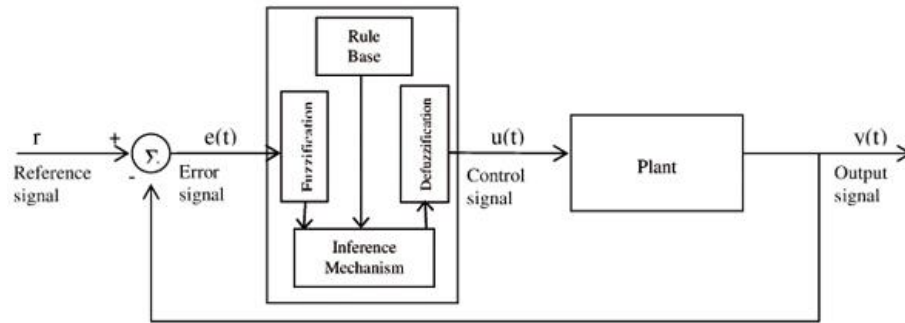 Rule
Base
Fuzzification
Defuzzification
Inference
Mechanism
r
+
-
Σ
Reference
signal
e(t)
Error
signal
u(t)
Control
signal
Plant
y(t)
Output
signal